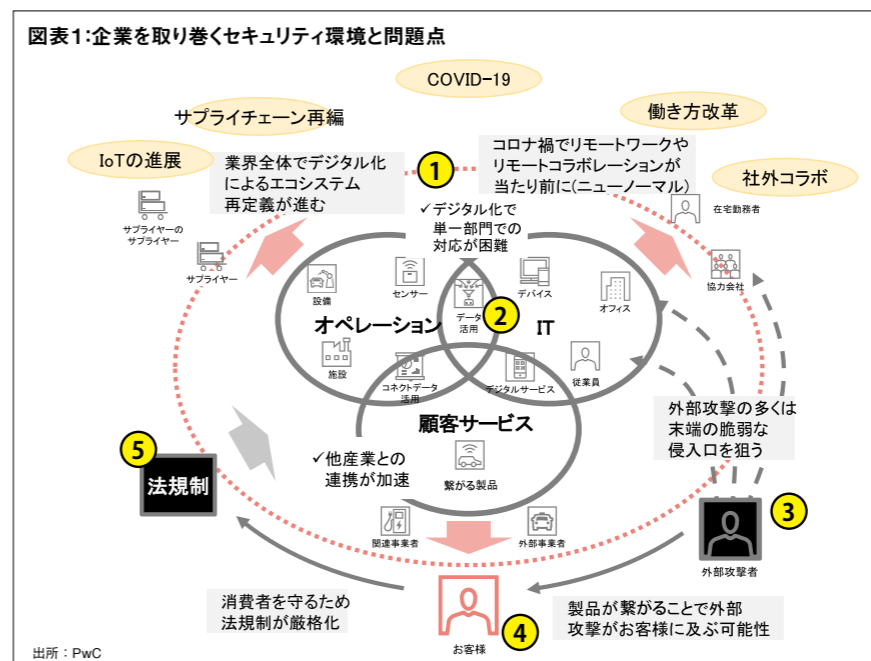 図表1:企業を取り巻くセキュリティ環境と問題点
COVID-19
サプライチェーン再編
働き方改革
IoTの進展
社外コラボ
業界全体でデジタル化
によるエコシステム
再定義が進む
1
コロナ禍でリモートワークや
リモートコラボレーションが
当たり前に(ニューノーマル)
サプライヤーの
サプライヤー
サプライヤー
在宅勤務者
協力会社
✓デジタル化で
単一部門での
対応が困難
設備
センサー
デバイス
オフィス
オペレーション
データ
活用
2
IT
施設
コネクトデータ
活用
デジタルサービス
従業員
顧客サービス
外部攻撃の多くは
末端の脆弱な
侵入口を狙う
✓他産業との
連携が加速
繋がる製品
5
法規制
3
外部攻撃者
関連事業者
外部事業者
消費者を守るため
法規制が厳格化
4
お客様
製品が繋がることで外部
攻撃がお客様に及ぶ可能性
出所：PwC